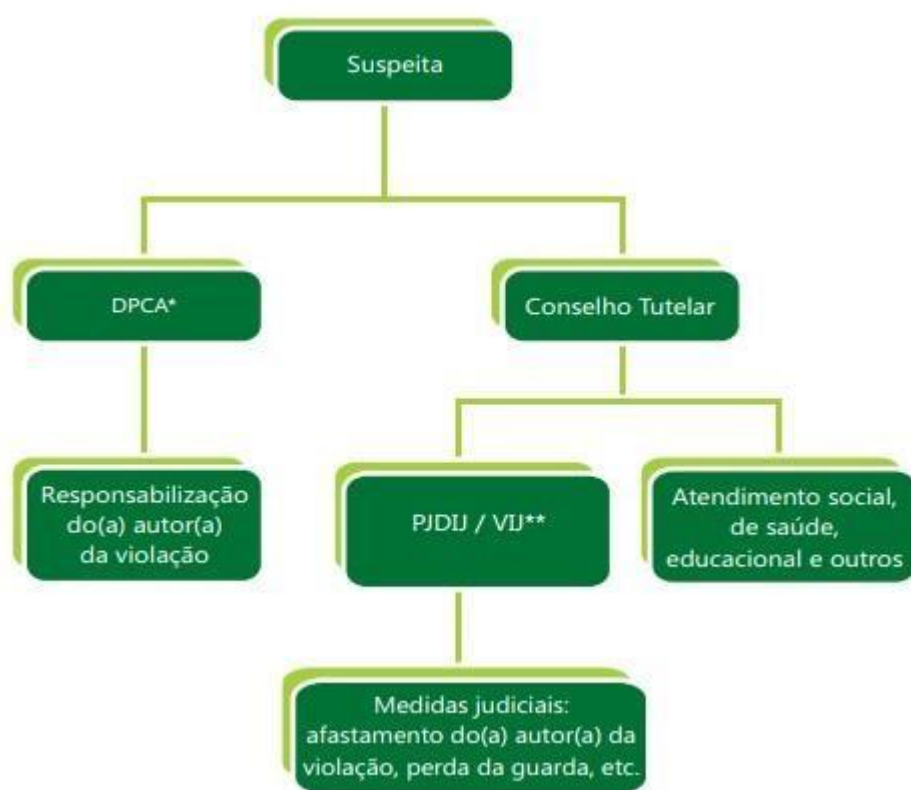 Suspeita
DPCA*
Conselho Tutelar
Responsabilização
do(a) autor(a)
da violação
PJDIJ / VIJ**
Atendimento social,
de saúde,
educacional e outros
Medidas judiciais:
afastamento do(a) autor(a) da
violação, perda da guarda, etc.